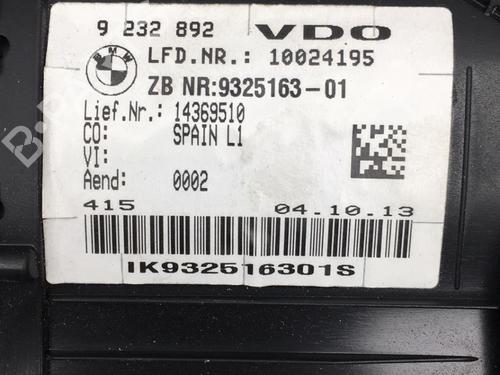 9 232 892 VDO
BMW
LFD.NR.: 10024195
ZB NR:9325163-01
Lief.Nr.: 14369510
CO: SPAIN L1
VI:
Aend: 0002
415 04.10.13
IK932516301S